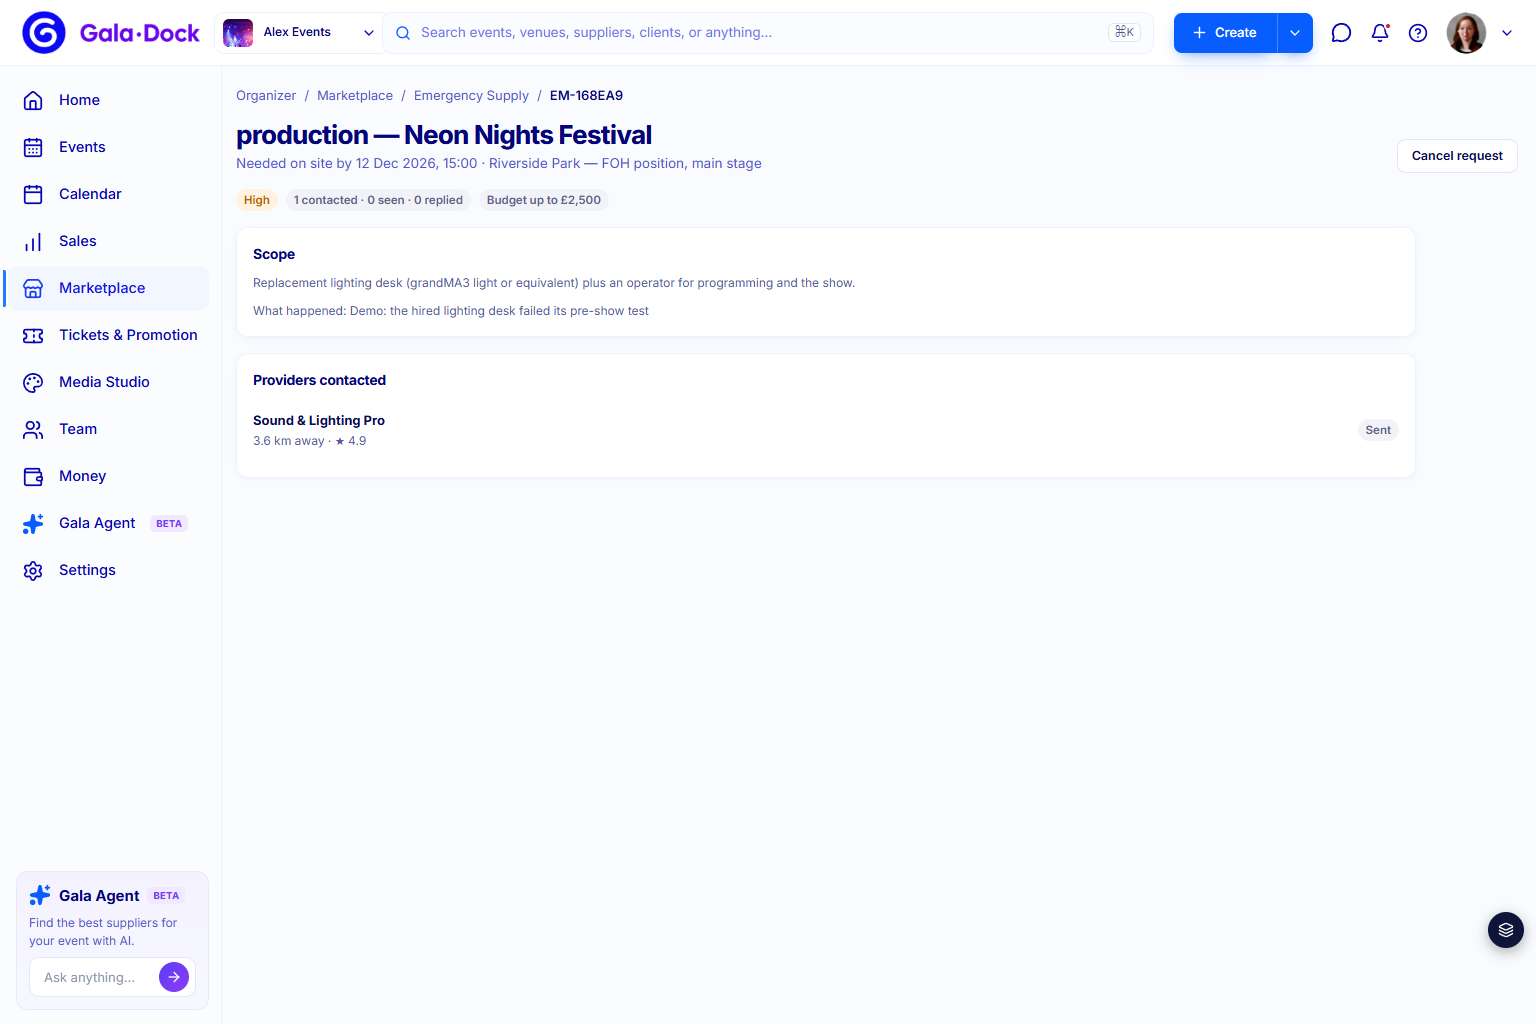 Gala·Dock
Alex Events
Search events, venues, suppliers, clients, or anything...
⌘K
+ Create
Home
Events
Calendar
Sales
Marketplace
Tickets & Promotion
Media Studio
Team
Money
Gala Agent BETA
Settings
Organizer / Marketplace / Emergency Supply / EM-168EA9
production — Neon Nights Festival
Needed on site by 12 Dec 2026, 15:00 · Riverside Park — FOH position, main stage
Cancel request
High
1 contacted · 0 seen · 0 replied
Budget up to £2,500
Scope
Replacement lighting desk (grandMA3 light or equivalent) plus an operator for programming and the show.
What happened: Demo: the hired lighting desk failed its pre-show test
Providers contacted
Sound & Lighting Pro
3.6 km away · ★ 4.9
Sent
Gala Agent BETA
Find the best suppliers for
your event with AI.
Ask anything...